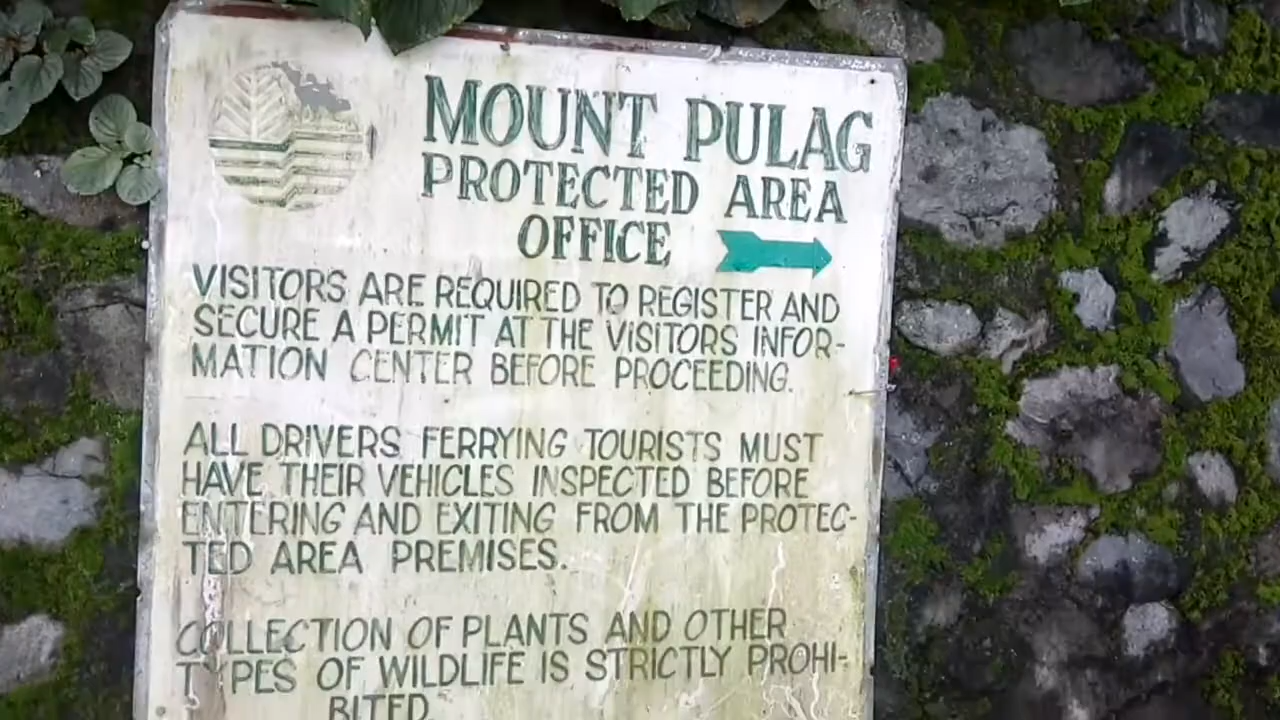 MOUNT PULAG
PROTECTED AREA
OFFICE
VISITORS ARE REQUIRED TO REGISTER AND
SECURE A PERMIT AT THE VISITORS INFOR-
MATION CENTER BEFORE PROCEEDING.
ALL DRIVERS FERRYING TOURISTS MUST
HAVE THEIR VEHICLES INSPECTED BEFORE
ENTERING AND EXITING FROM THE PROTEC-
TED AREA PREMISES.
COLLECTION OF PLANTS AND OTHER
TYPES OF WILDLIFE IS STRICTLY PROHI-
BITED.